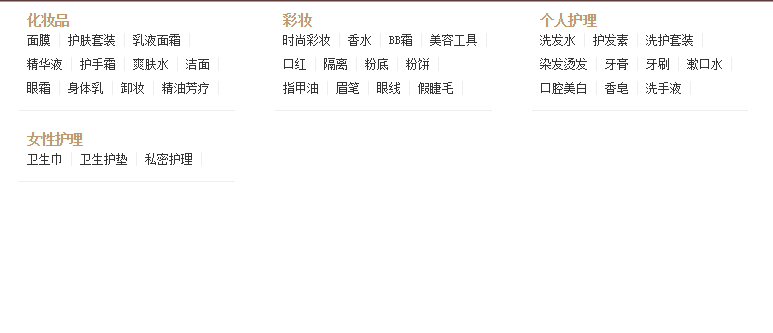 化妆品
面膜 护肤套装 乳液面霜
精华液 护手霜 爽肤水 洁面
眼霜 身体乳 卸妆 精油芳疗
彩妆
时尚彩妆 香水 BB霜 美容工具
口红 隔离 粉底 粉饼
指甲油 眉笔 眼线 假睫毛
个人护理
洗发水 护发素 洗护套装
染发烫发 牙膏 牙刷 漱口水
口腔美白 香皂 洗手液
女性护理
卫生巾 卫生护垫 私密护理